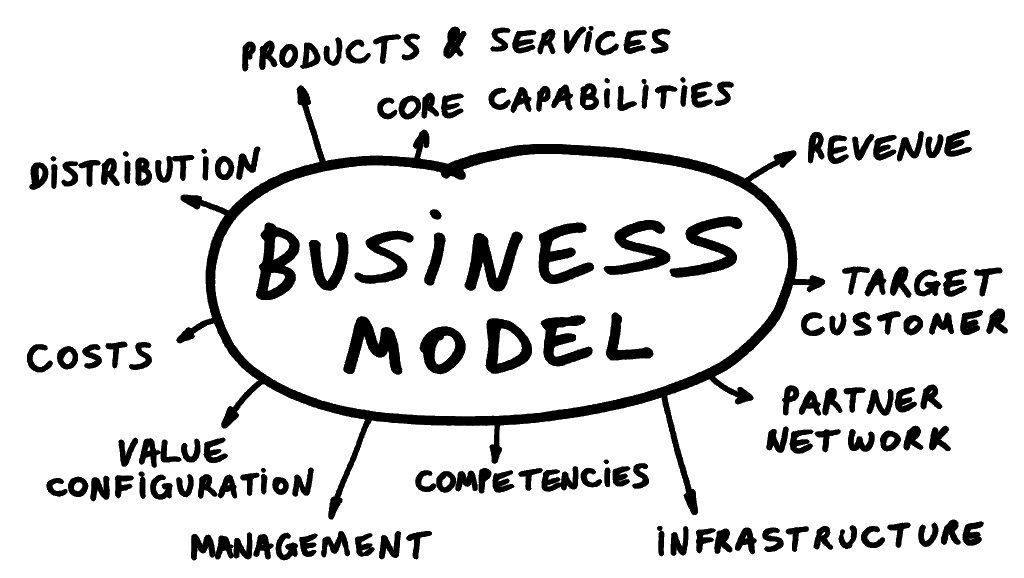 PRODUCTS & SERVICES
CORE CAPABILITIES
REVENUE
DISTRIBUTION
BUSINESS
MODEL
TARGET
CUSTOMER
COSTS
PARTNER
NETWORK
VALUE
CONFIGURATION
COMPETENCIES
MANAGEMENT
INFRASTRUCTURE